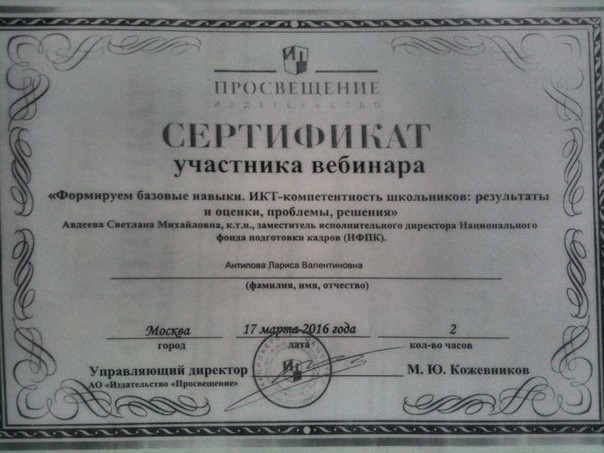 ИП
ПРОСВЕЩЕНИЕ
ИЗДАТЕЛЬСТВО
СЕРТИФИКАТ
участника вебинара
«Формируем базовые навыки. ИКТ-компетентность школьников: результаты
и оценки, проблемы, решения»
Авдеева Светлана Михайловна, к.т.н., заместитель исполнительного директора Национального
фонда подготовки кадров (НФПК).
Антипова Лариса Валентиновна
(фамилия, имя, отчество)
Москва 17 марта 2016 года 2
город дата кол-во часов
Управляющий директор М. Ю. Кожевников
АО «Издательство «Просвещение»